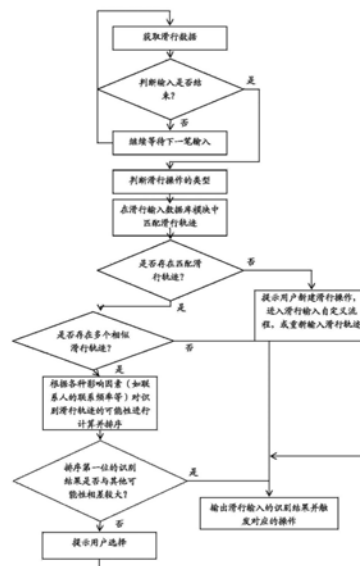 获取滑行数据
判断输入是否结
束？
是
否
继续等待下一笔输入
判断滑行操作的类型
在滑行输入数据库模块中
匹配滑行轨迹
是否存在匹配滑
行轨迹？
否
是
提示用户新建滑行操作，
进入滑行输入自定义流
程，或重新输入滑行轨迹
是否存在多个相似
滑行轨迹？
否
是
根据各种影响因素（如联
系人的联系频率等）对识
别滑行轨迹的可能性进行
计算并排序
排序第一位的识别
结果是否与其他可
能性相差较大？
是
否
输出滑行输入的识别结果并触
发对应的操作
提示用户选择